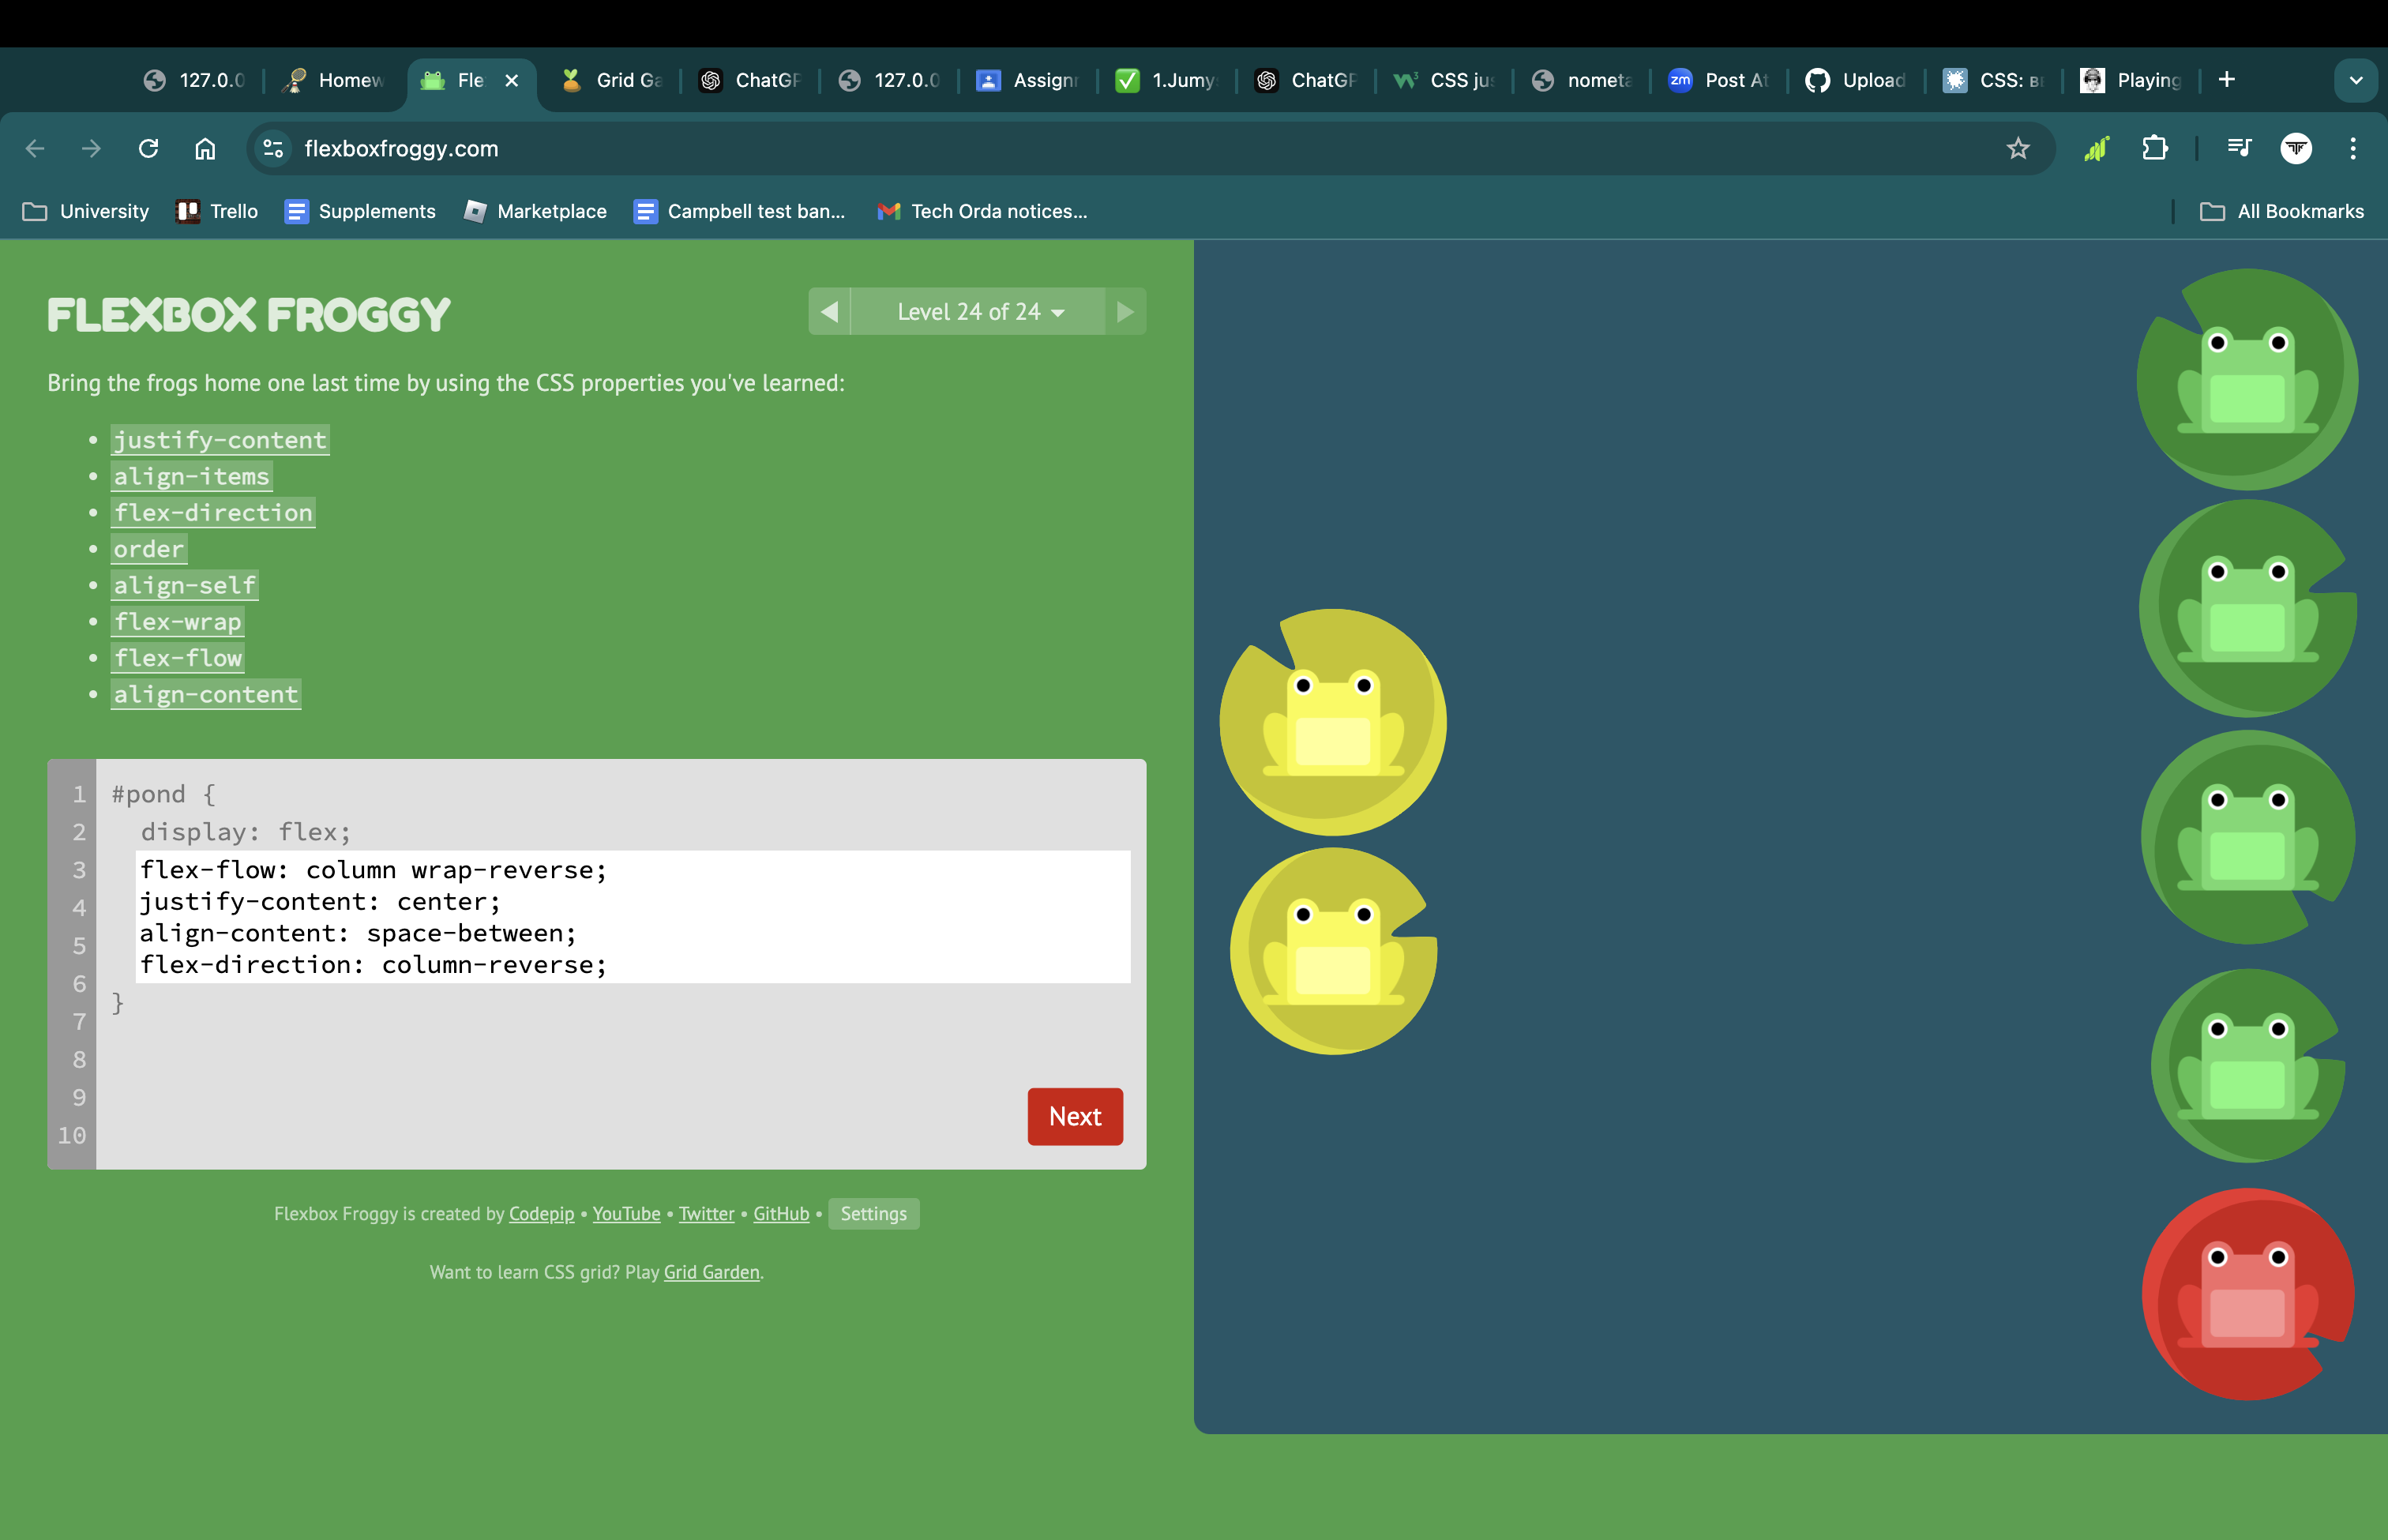 127.0.0
Homew
Fle
Grid Ga
ChatGP
127.0.0
Assign
1.Jumy
ChatGP
CSS jus
nometa
zm
Post At
Upload
CSS: в
Playing
flexboxfroggy.com
University
Trello
Supplements
Marketplace
Campbell test ban...
Tech Orda notices...
All Bookmarks
FLEXBOX FROGGY
Level 24 of 24
Bring the frogs home one last time by using the CSS properties you've learned:
• justify-content
• align-items
• flex-direction
• order
• align-self
• flex-wrap
• flex-flow
• align-content
1 #pond {
2 display: flex;
3 flex-flow: column wrap-reverse;
4 justify-content: center;
5 align-content: space-between;
6 flex-direction: column-reverse;
7 }
8
9
10
Next
Flexbox Froggy is created by Codepip • YouTube • Twitter • GitHub • Settings
Want to learn CSS grid? Play Grid Garden.